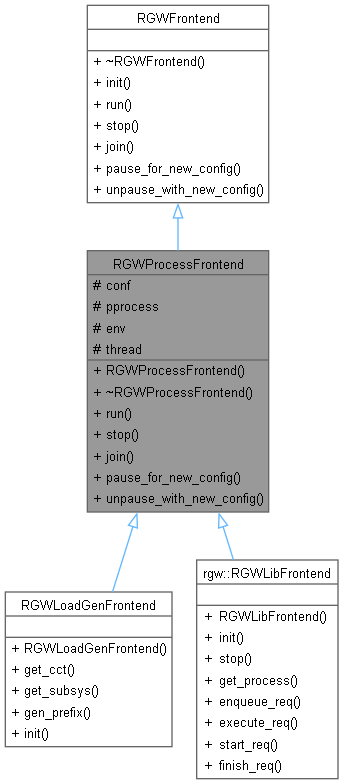 RGWFrontend
+ ~RGWFrontend()
+ init()
+ run()
+ stop()
+ join()
+ pause_for_new_config()
+ unpause_with_new_config()
RGWProcessFrontend
# conf
# pprocess
# env
# thread
+ RGWProcessFrontend()
+ ~RGWProcessFrontend()
+ run()
+ stop()
+ join()
+ pause_for_new_config()
+ unpause_with_new_config()
RGWLoadGenFrontend
+ RGWLoadGenFrontend()
+ get_cct()
+ get_subsys()
+ gen_prefix()
+ init()
rgw::RGWLibFrontend
+ RGWLibFrontend()
+ init()
+ stop()
+ get_process()
+ enqueue_req()
+ execute_req()
+ start_req()
+ finish_req()